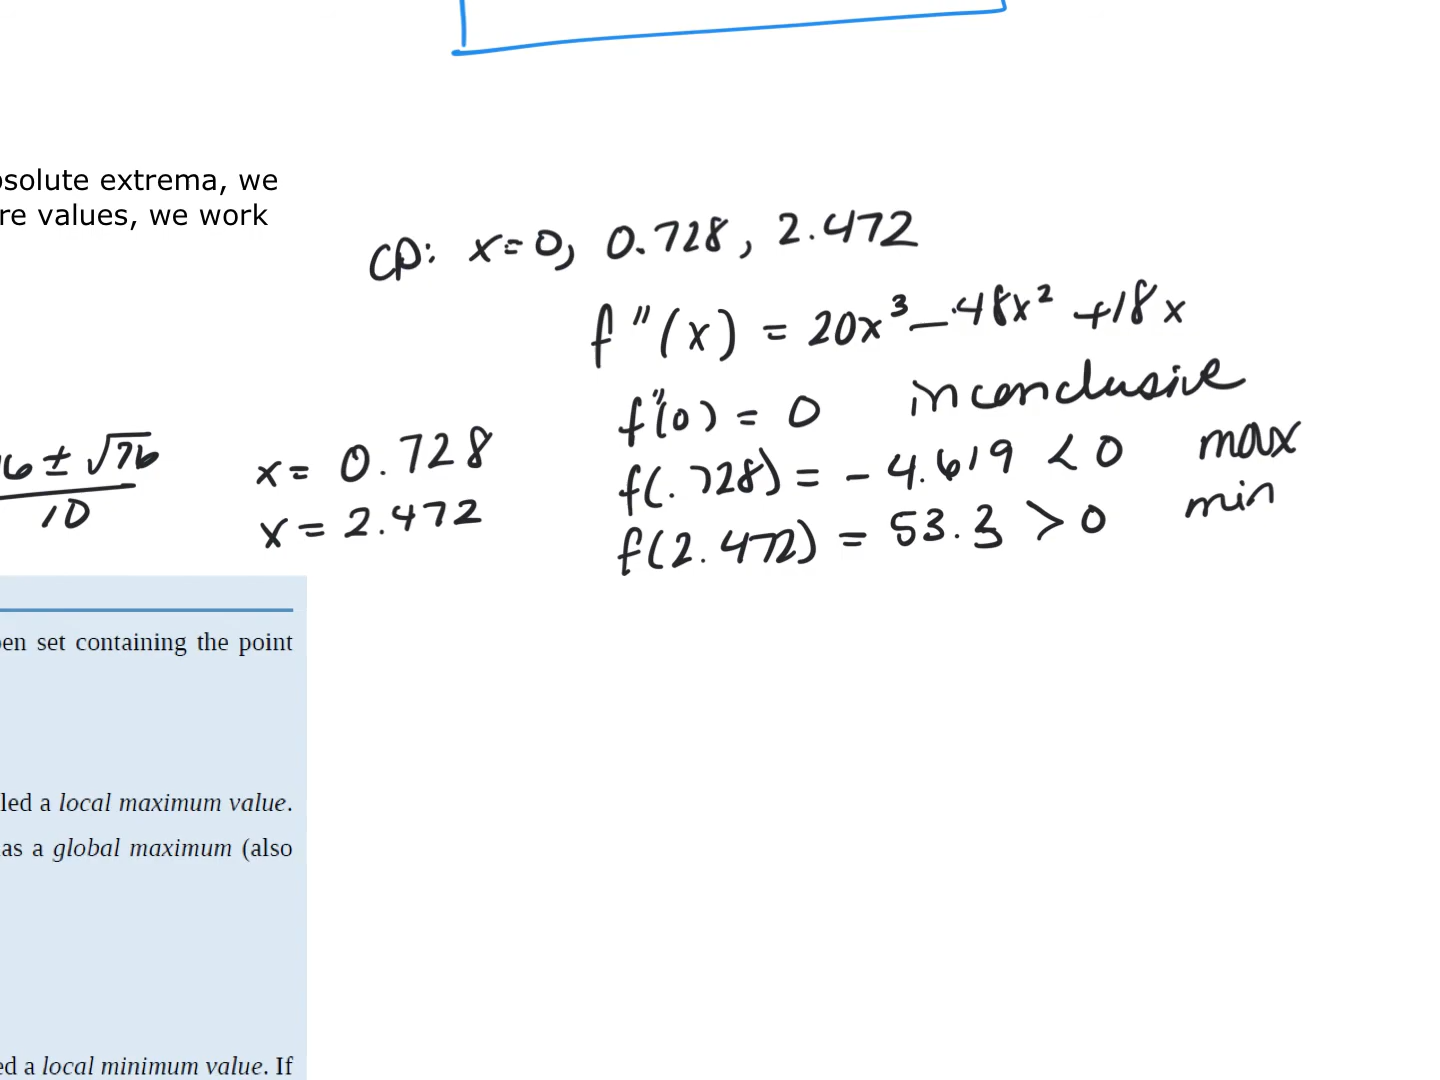 bsolute extrema, we
re values, we work
CP: x=0, 0.728, 2.472
f"(x) = 20x³ - 48x² + 18x
f"(0) = 0 inconclusive
f(.728) = -4.619 < 0 max
f(2.472) = 53.3 > 0 min
16 ± √76
10
x = 0.728
x = 2.472
en set containing the point
led a local maximum value.
as a global maximum (also
ed a local minimum value. If